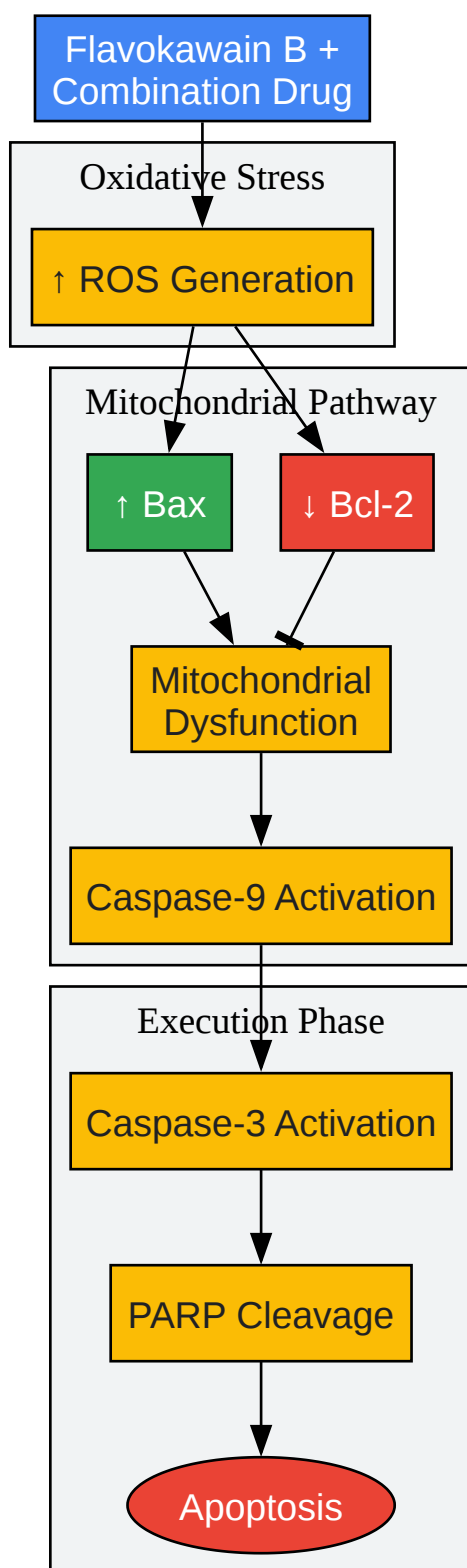 Flavokawain B +
Combination Drug
Oxidative Stress
↑ ROS Generation
Mitochondrial Pathway
↑ Bax
↓ Bcl-2
Mitochondrial
Dysfunction
Caspase-9 Activation
Execution Phase
Caspase-3 Activation
PARP Cleavage
Apoptosis